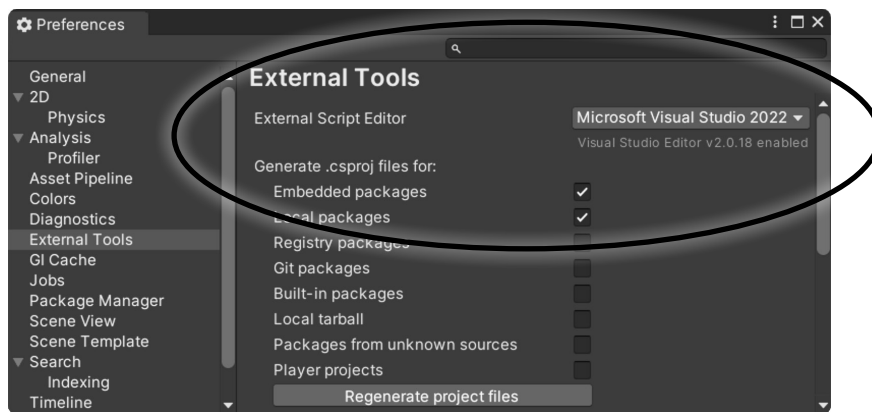 Preferences
General
2D
Physics
Analysis
Profiler
Asset Pipeline
Colors
Diagnostics
External Tools
GI Cache
Jobs
Package Manager
Scene View
Scene Template
Search
Indexing
Timeline
External Tools
External Script Editor
Microsoft Visual Studio 2022
Visual Studio Editor v2.0.18 enabled
Generate .csproj files for:
Embedded packages
Local packages
Registry packages
Git packages
Built-in packages
Local tarball
Packages from unknown sources
Player projects
Regenerate project files